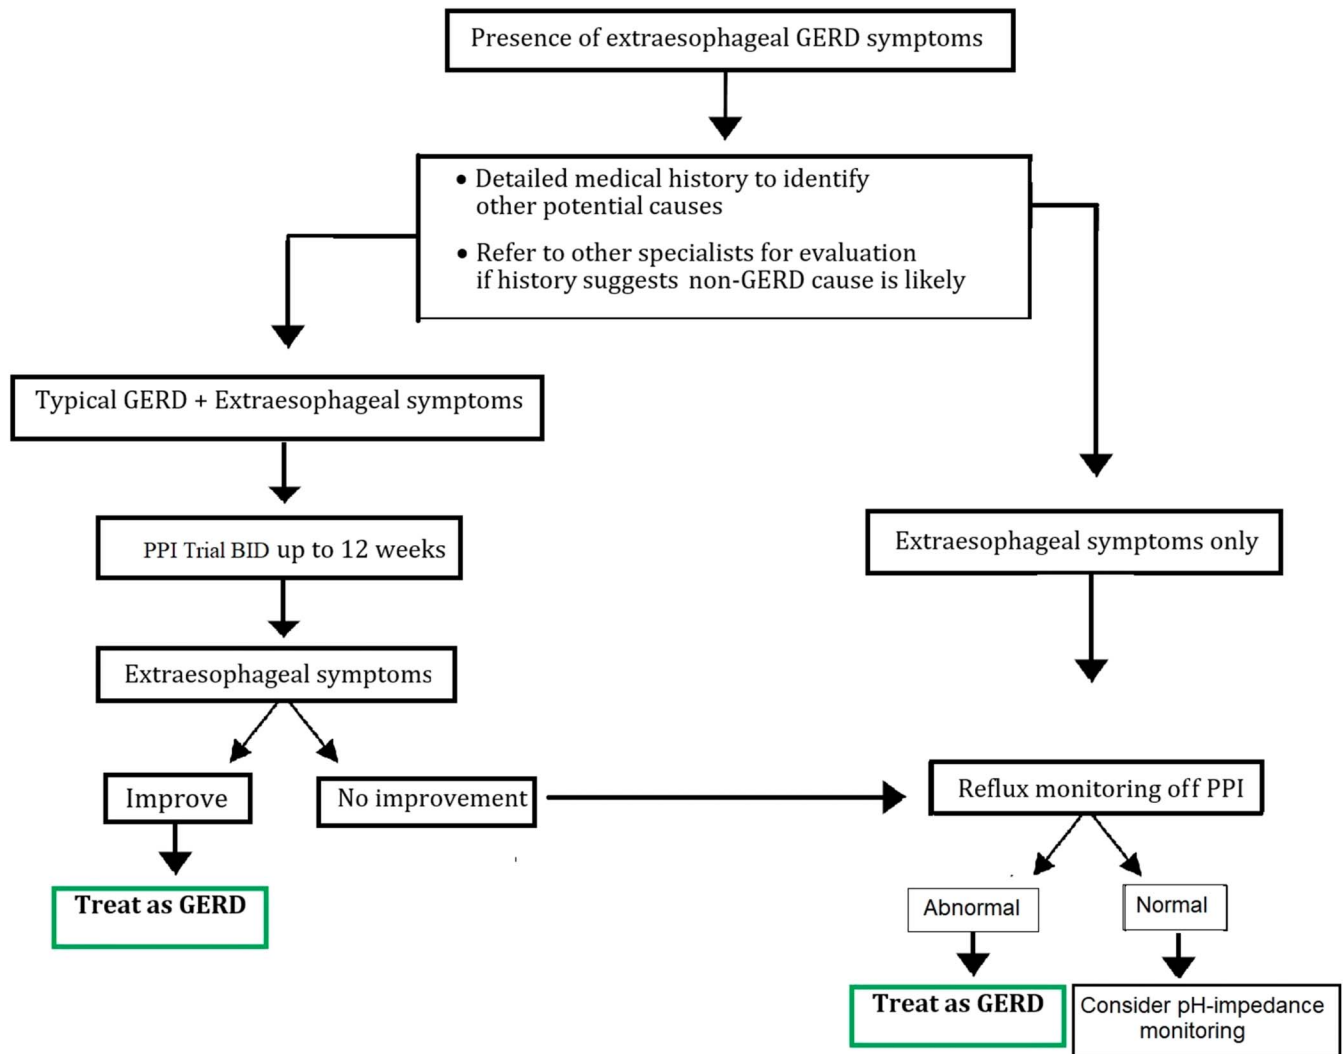 Presence of extraesophageal GERD symptoms
• Detailed medical history to identify
other potential causes
• Refer to other specialists for evaluation
if history suggests non-GERD cause is likely
Typical GERD + Extraesophageal symptoms
PPI Trial BID up to 12 weeks
Extraesophageal symptoms only
Extraesophageal symptoms
Improve
No improvement
Reflux monitoring off PPI
Treat as GERD
Abnormal
Normal
Treat as GERD
Consider pH-impedance
monitoring